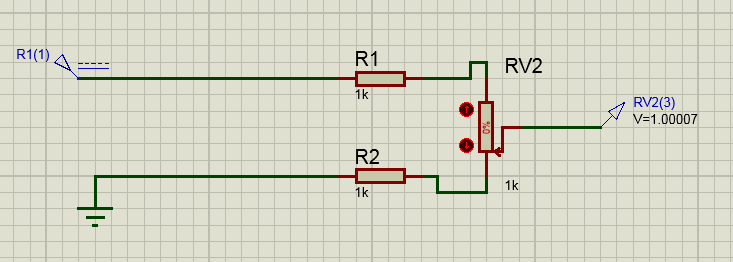 R1(1)
R1
1k
RV2
0%
RV2(3)
V=1.00007
R2
1k
1k